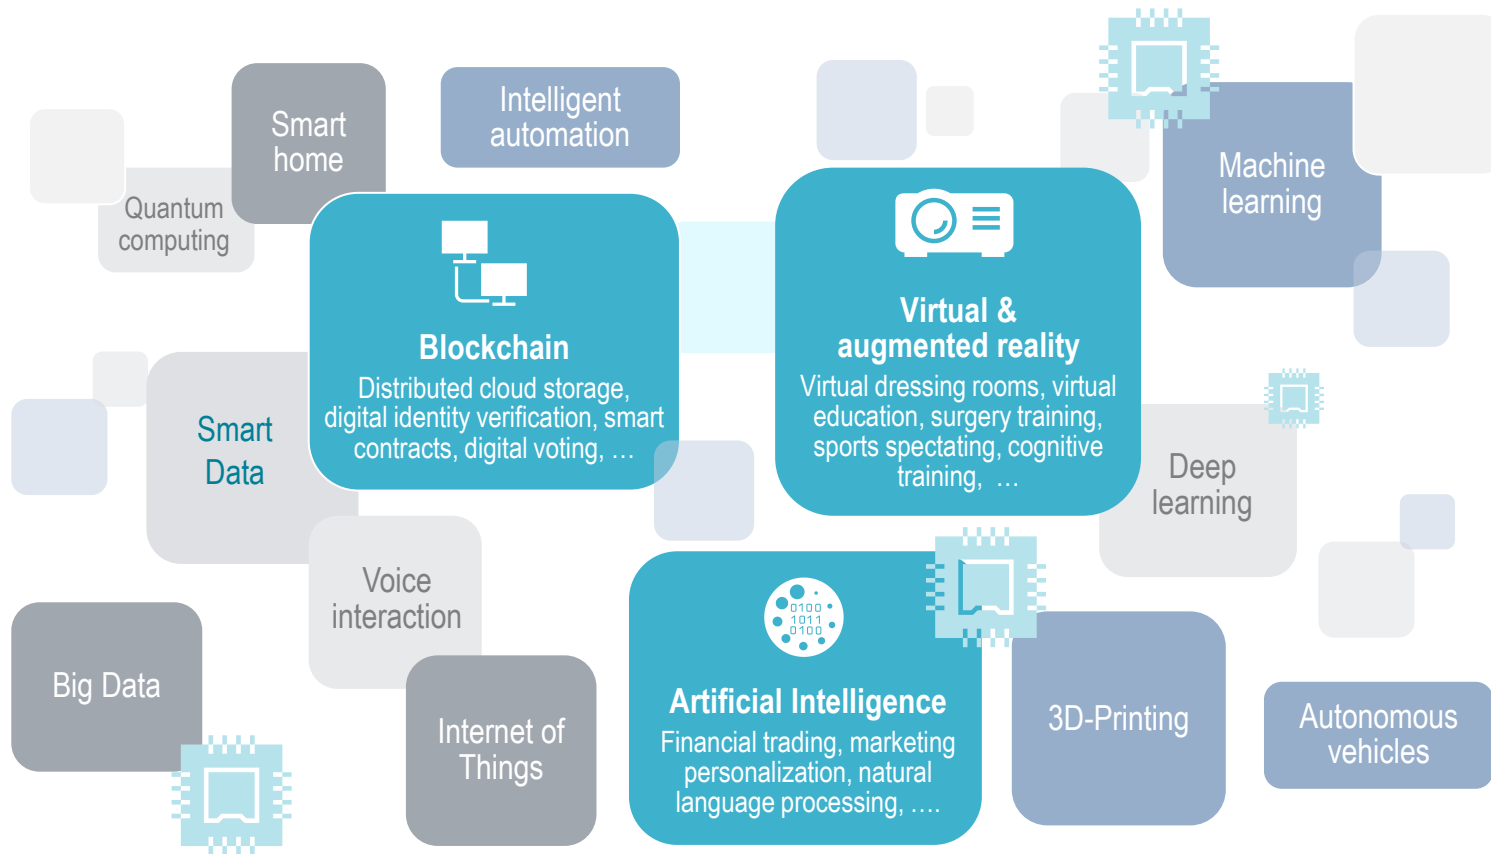 Smart
home
Intelligent
automation
Machine
learning
Quantum
computing
Blockchain
Distributed cloud storage,
digital identity verification, smart
contracts, digital voting, …
Virtual &
augmented reality
Virtual dressing rooms, virtual
education, surgery training,
sports spectating, cognitive
training, …
Smart
Data
Deep
learning
Voice
interaction
Big Data
Internet of
Things
0100
1011
0100
Artificial Intelligence
Financial trading, marketing
personalization, natural
language processing, ….
3D-Printing
Autonomous
vehicles